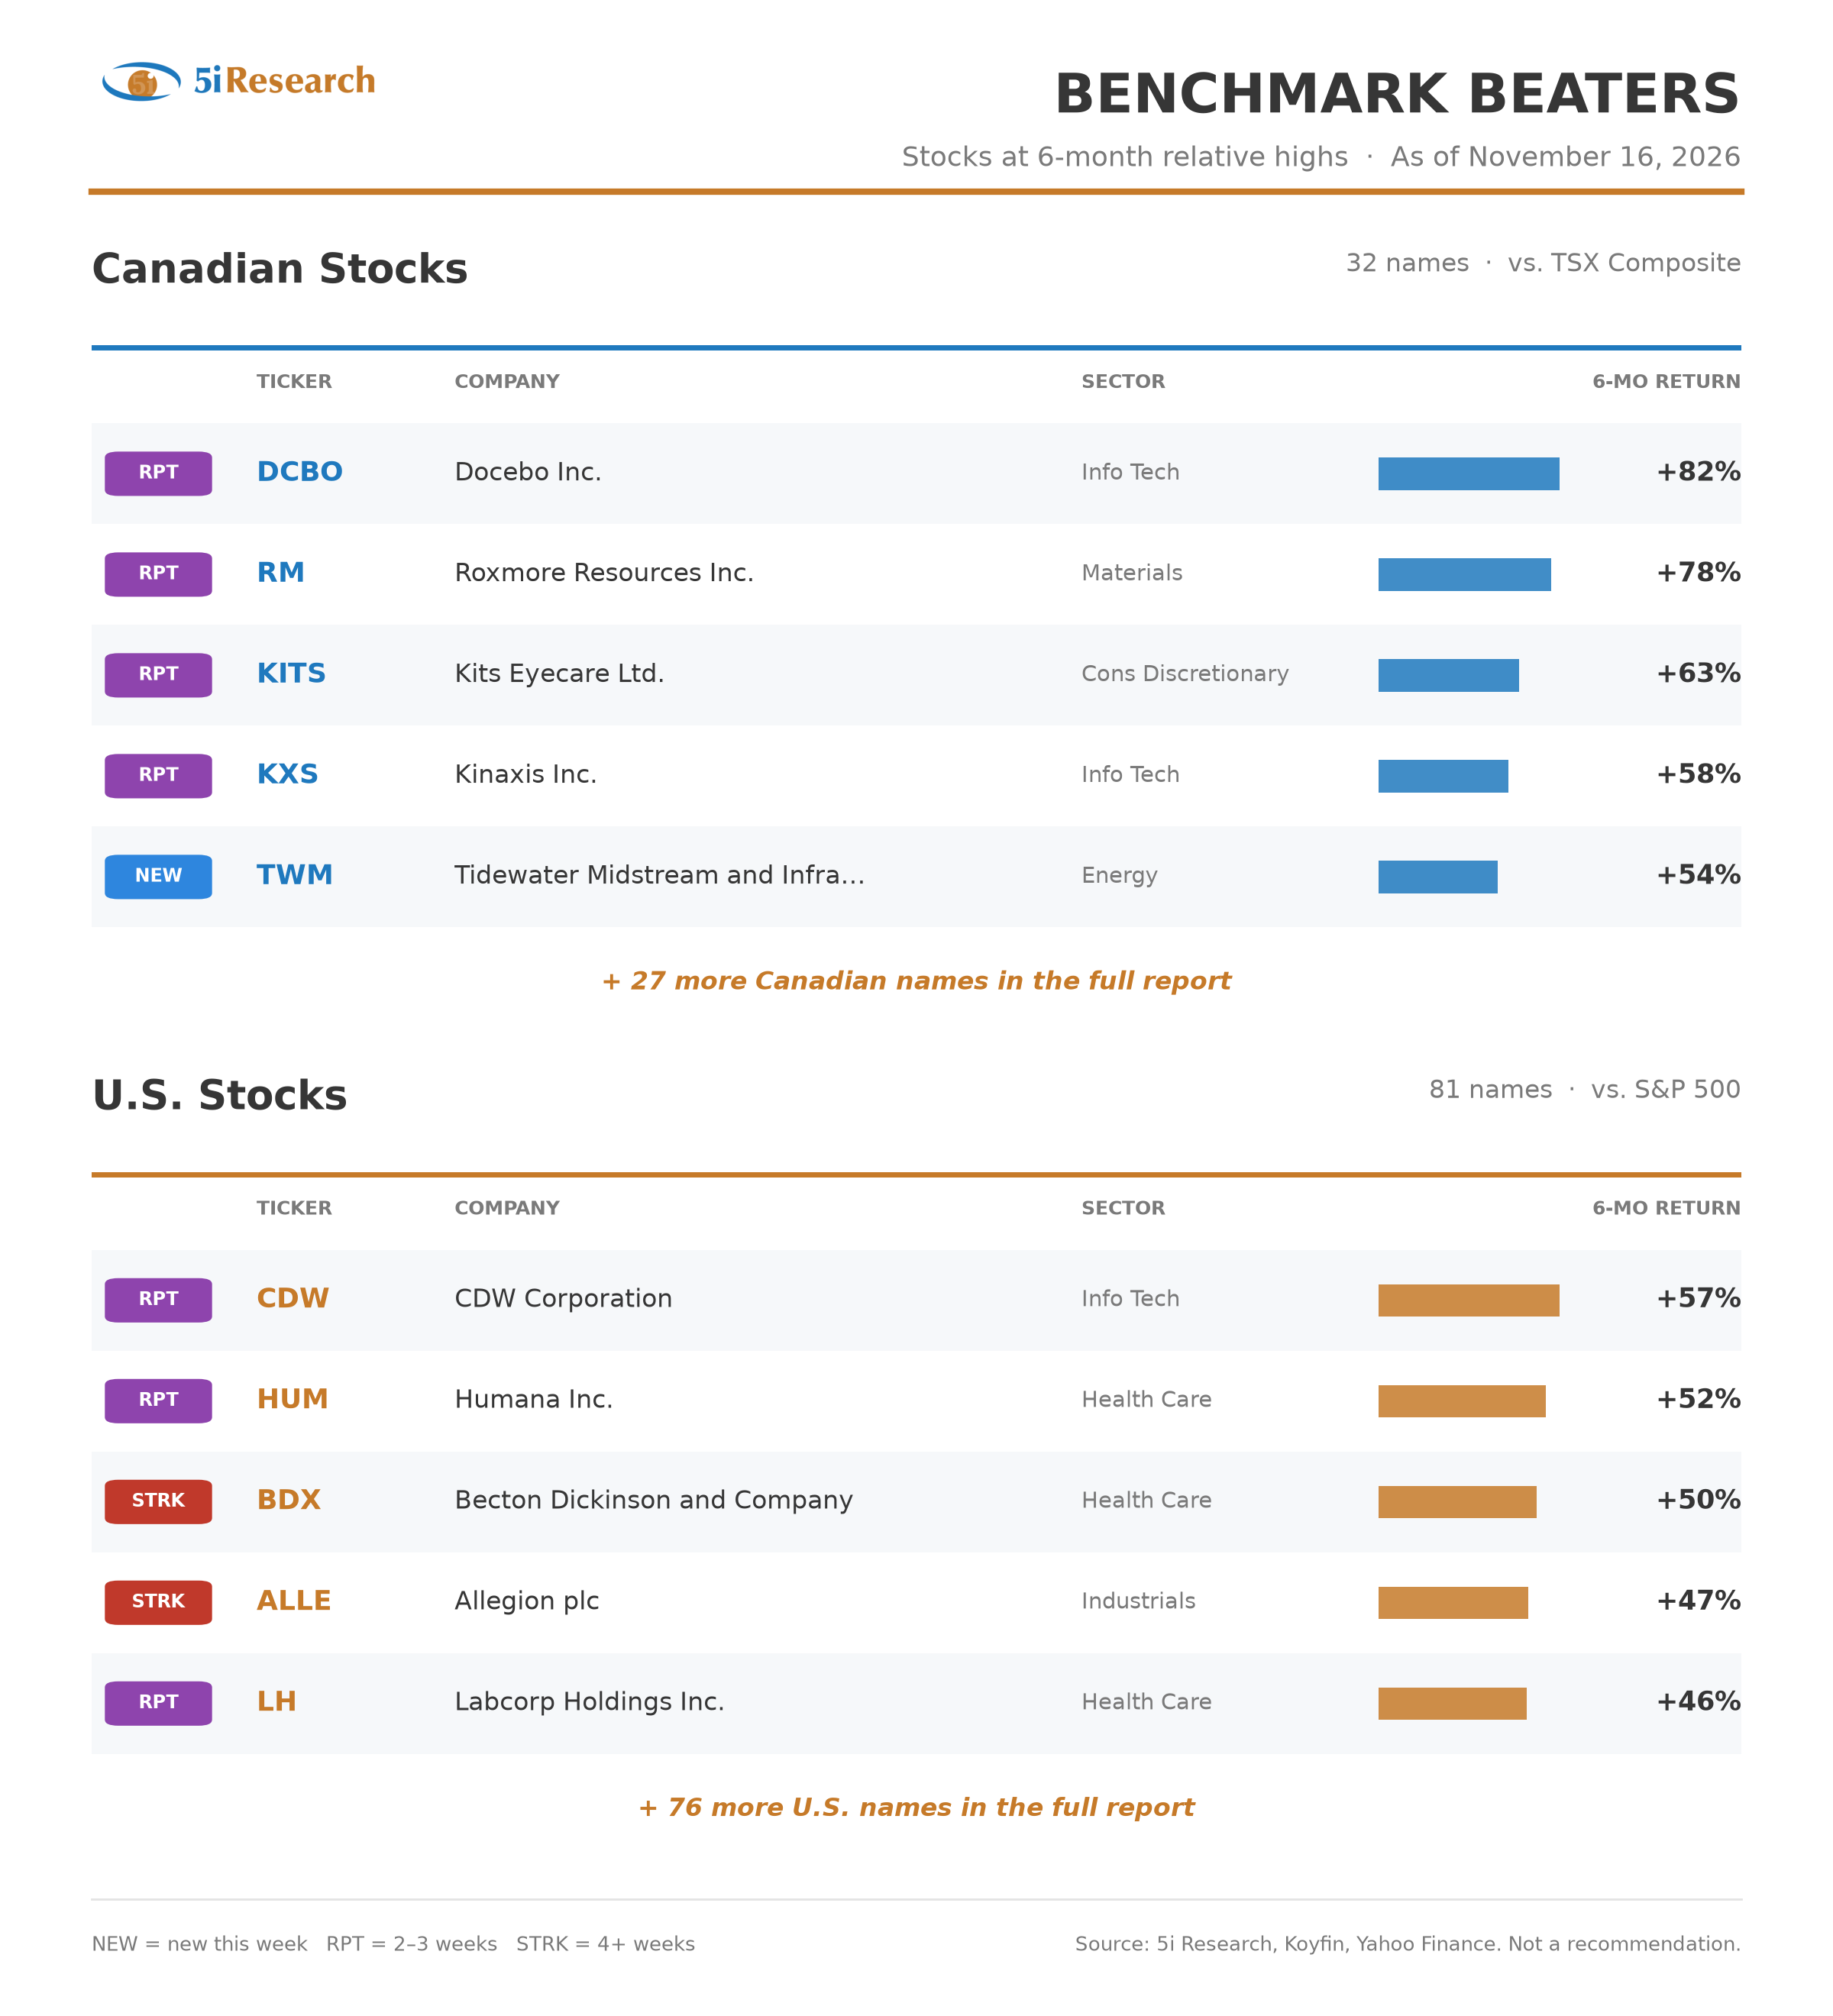 5i 5iResearch
BENCHMARK BEATERS
Stocks at 6-month relative highs · As of November 16, 2026
Canadian Stocks 32 names · vs. TSX Composite
TICKER COMPANY SECTOR 6-MO RETURN
RPT DCBO Docebo Inc. Info Tech +82%
RPT RM Roxmore Resources Inc. Materials +78%
RPT KITS Kits Eyecare Ltd. Cons Discretionary +63%
RPT KXS Kinaxis Inc. Info Tech +58%
NEW TWM Tidewater Midstream and Infra... Energy +54%
+ 27 more Canadian names in the full report
U.S. Stocks 81 names · vs. S&P 500
TICKER COMPANY SECTOR 6-MO RETURN
RPT CDW CDW Corporation Info Tech +57%
RPT HUM Humana Inc. Health Care +52%
STRK BDX Becton Dickinson and Company Health Care +50%
STRK ALLE Allegion plc Industrials +47%
RPT LH Labcorp Holdings Inc. Health Care +46%
+ 76 more U.S. names in the full report
NEW = new this week RPT = 2–3 weeks STRK = 4+ weeks Source: 5i Research, Koyfin, Yahoo Finance. Not a recommendation.